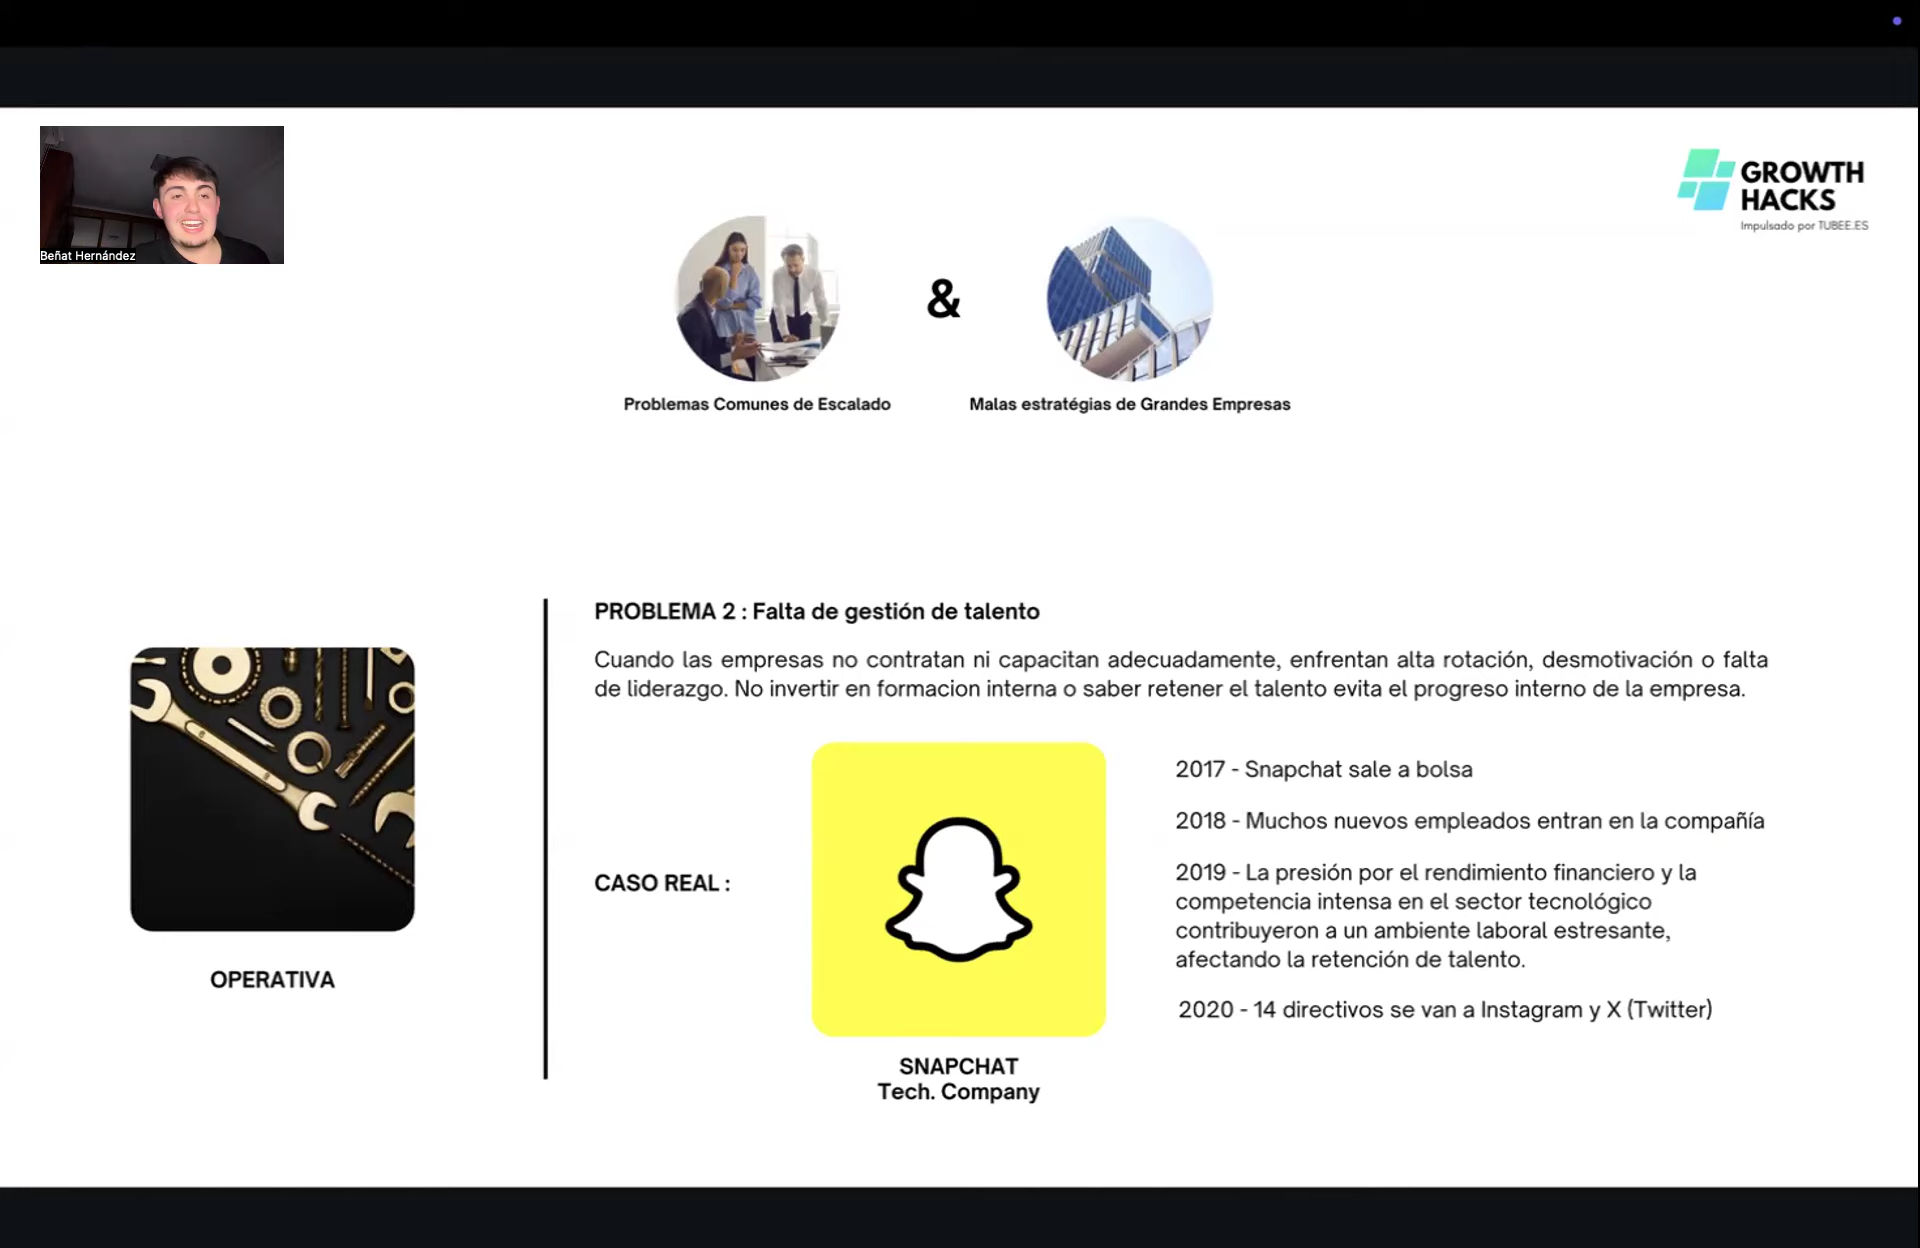 Beñat Hernández
GROWTH
HACKS
Impulsado por TUBEE.ES
&
Problemas Comunes de Escalado
Malas estratégias de Grandes Empresas
PROBLEMA 2 : Falta de gestión de talento
Cuando las empresas no contratan ni capacitan adecuadamente, enfrentan alta rotación, desmotivación o falta
de liderazgo. No invertir en formacion interna o saber retener el talento evita el progreso interno de la empresa.
OPERATIVA
CASO REAL :
SNAPCHAT
Tech. Company
2017 - Snapchat sale a bolsa
2018 - Muchos nuevos empleados entran en la compañía
2019 - La presión por el rendimiento financiero y la
competencia intensa en el sector tecnológico
contribuyeron a un ambiente laboral estresante,
afectando la retención de talento.
2020 - 14 directivos se van a Instagram y X (Twitter)